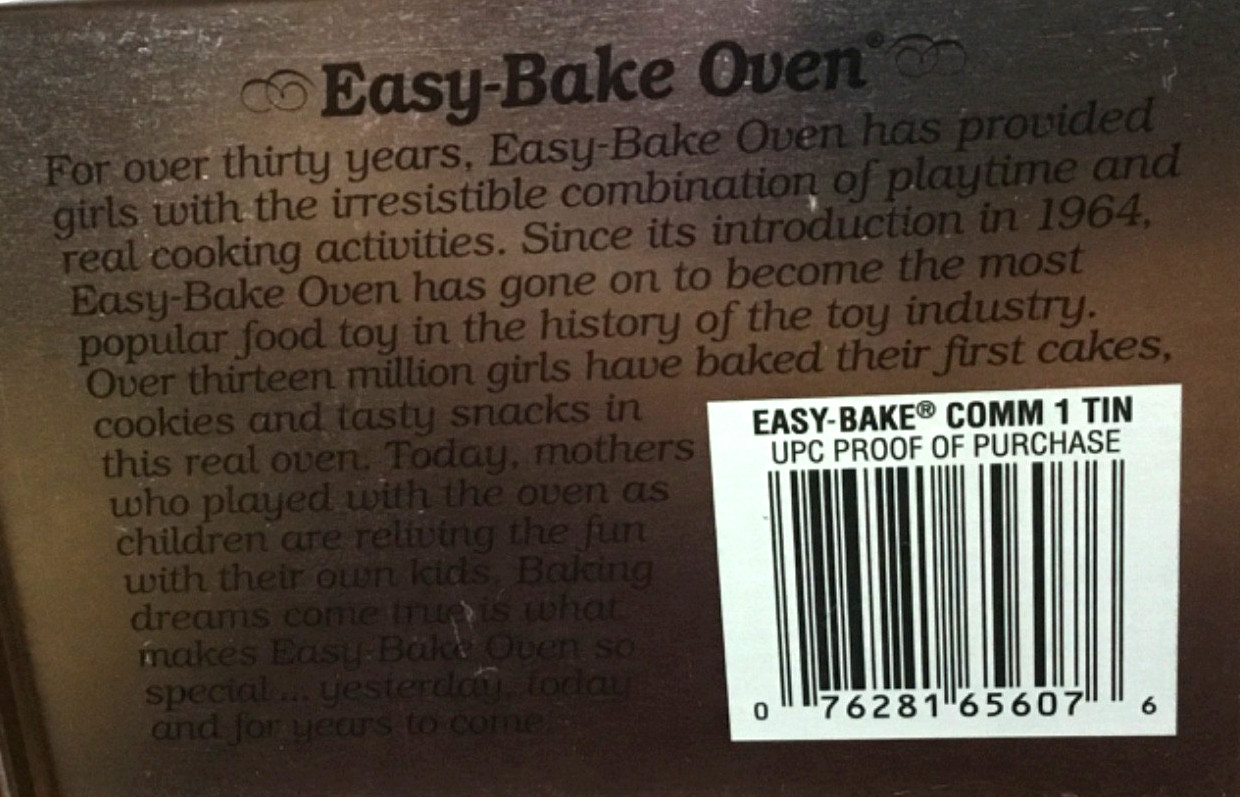 Easy-Bake Oven®
For over thirty years, Easy-Bake Oven has provided
girls with the irresistible combination of playtime and
real cooking activities. Since its introduction in 1964,
Easy-Bake Oven has gone on to become the most
popular food toy in the history of the toy industry.
Over thirteen million girls have baked their first cakes,
cookies and tasty snacks in
this real oven. Today, mothers
who played with the oven as
children are reliving the fun
with their own kids. Baking
dreams come true is what
makes Easy-Bake Oven so
special... yesterday, today
and for years to come.
EASY-BAKE® COMM 1 TIN
UPC PROOF OF PURCHASE
0 76281 65607 6